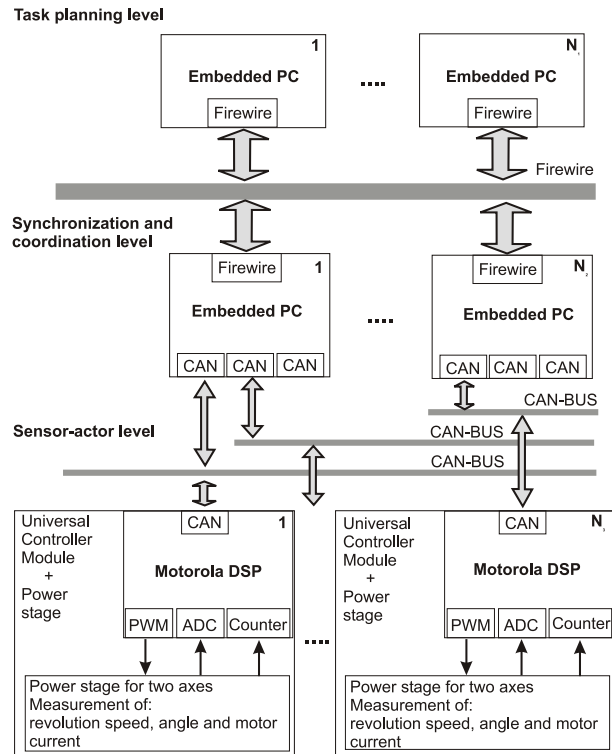 Task planning level
1
Embedded PC
Firewire
....
N₁
Embedded PC
Firewire
Firewire
Synchronization and
coordination level
Firewire
1
Embedded PC
CAN CAN CAN
....
Firewire
N₂
Embedded PC
CAN CAN CAN
CAN-BUS
Sensor-actor level
CAN-BUS
CAN-BUS
Universal
Controller
Module
+
Power
stage
CAN
1
Motorola DSP
PWM ADC Counter
Power stage for two axes
Measurement of:
revolution speed, angle and motor
current
....
Universal
Controller
Module
+
Power
stage
CAN
N₃
Motorola DSP
PWM ADC Counter
Power stage for two axes
Measurement of:
revolution speed, angle and motor
current